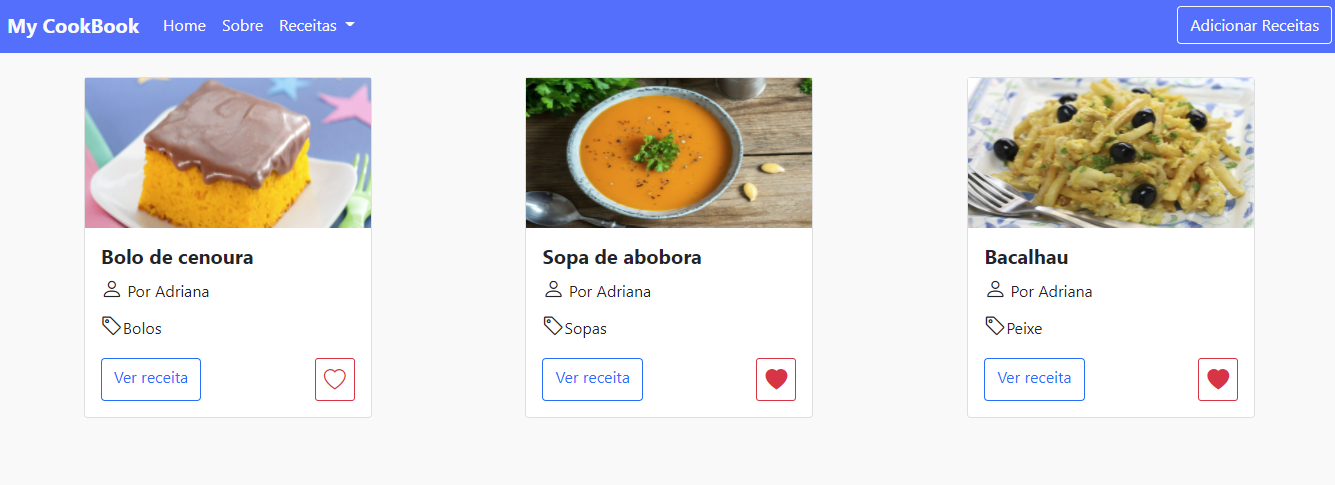 My CookBook Home Sobre Receitas Adicionar Receitas
Bolo de cenoura
Por Adriana
Bolos
Ver receita
Sopa de abobora
Por Adriana
Sopas
Ver receita
Bacalhau
Por Adriana
Peixe
Ver receita